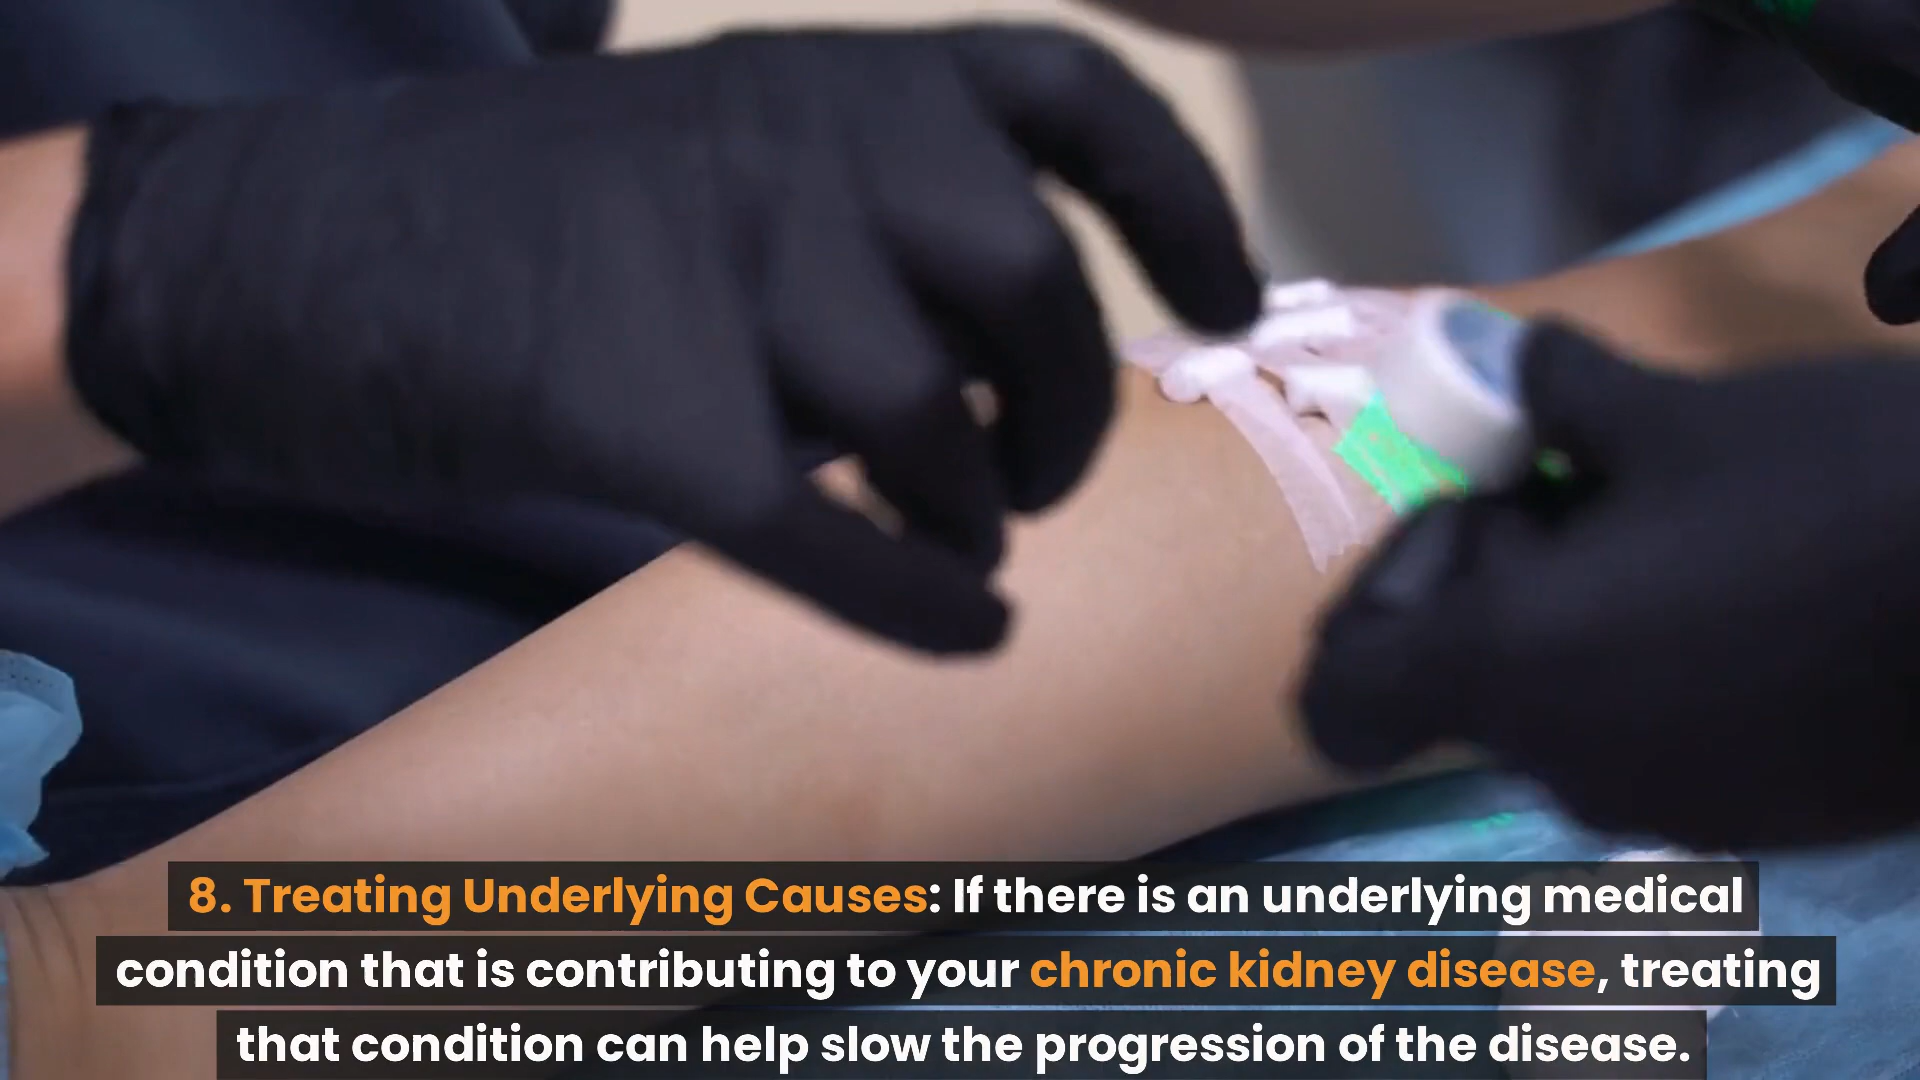 8. Treating Underlying Causes: If there is an underlying medical
condition that is contributing to your chronic kidney disease, treating
that condition can help slow the progression of the disease.